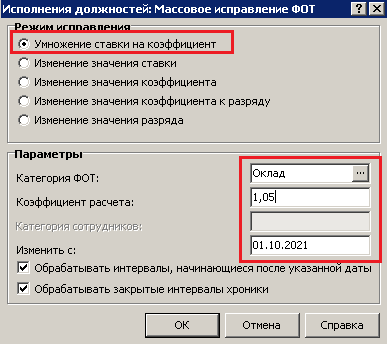 Исполнения должностей: Массовое исправление ФОТ
Режим исправления
Умножение ставки на коэффициент
Изменение значения ставки
Изменение значения коэффициента
Изменение значения коэффициента к разряду
Изменение значения разряда
Параметры
Категория ФОТ: Оклад ...
Коэффициент расчета: 1,05
Категория сотрудников:
Изменить с: 01.10.2021
Обрабатывать интервалы, начинающиеся после указанной даты
Обрабатывать закрытые интервалы хроники
ОК Отмена Справка